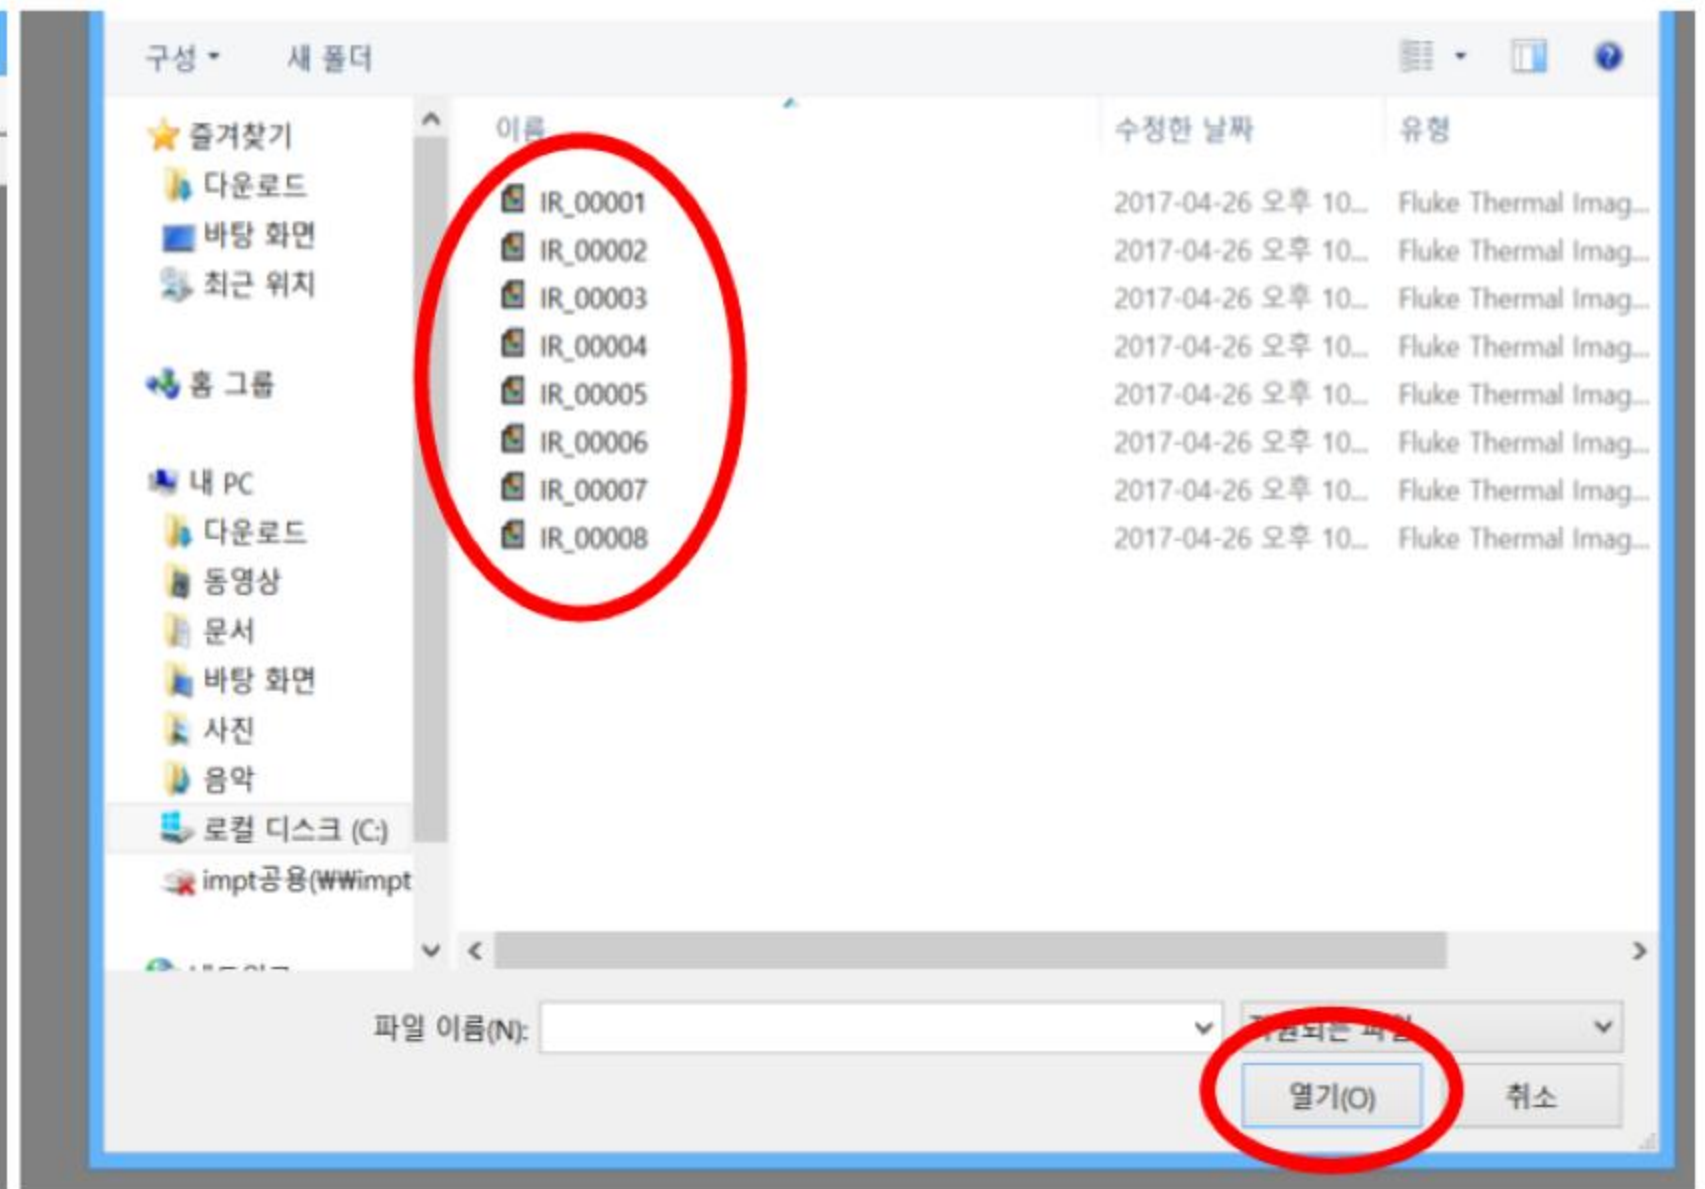 구성 새 폴더
이름 수정한 날짜 유형
즐겨찾기
다운로드
바탕 화면
최근 위치
홈 그룹
내 PC
다운로드
동영상
문서
바탕 화면
사진
음악
로컬 디스크 (C:)
impt공용(₩₩impt
IR_00001 2017-04-26 오후 10... Fluke Thermal Imag...
IR_00002 2017-04-26 오후 10... Fluke Thermal Imag...
IR_00003 2017-04-26 오후 10... Fluke Thermal Imag...
IR_00004 2017-04-26 오후 10... Fluke Thermal Imag...
IR_00005 2017-04-26 오후 10... Fluke Thermal Imag...
IR_00006 2017-04-26 오후 10... Fluke Thermal Imag...
IR_00007 2017-04-26 오후 10... Fluke Thermal Imag...
IR_00008 2017-04-26 오후 10... Fluke Thermal Imag...
파일 이름(N):
열기(O) 취소